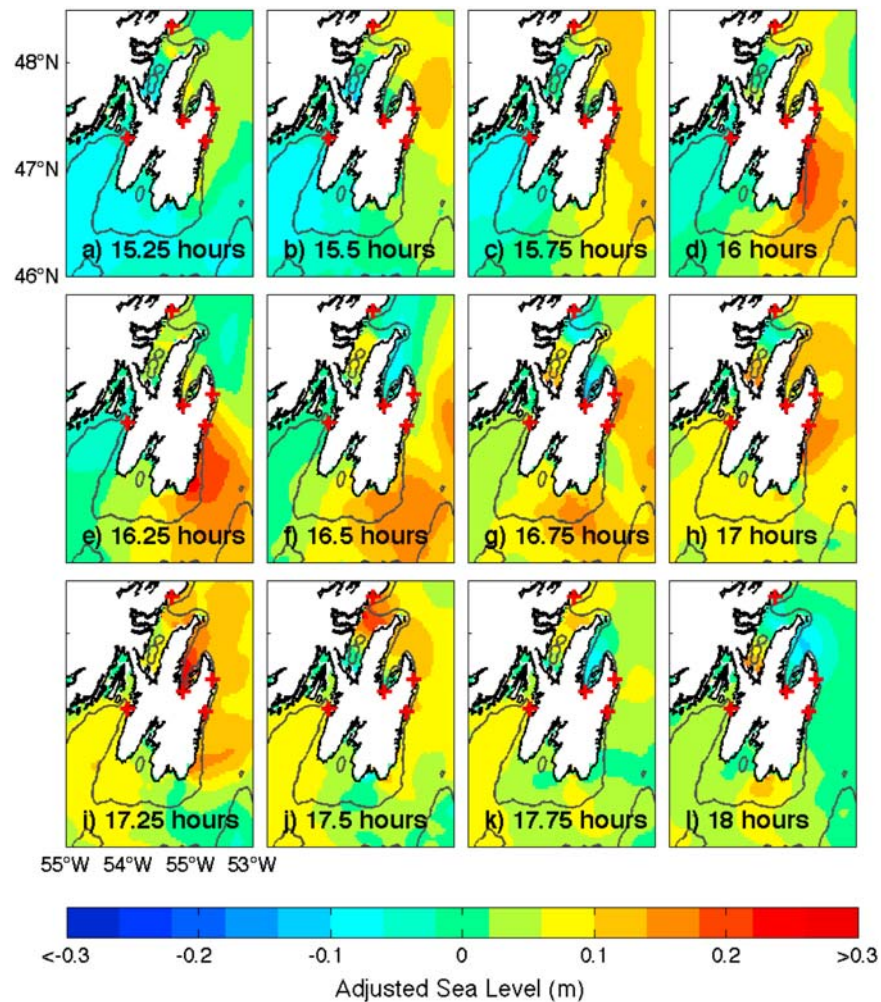 48°N
47°N
46°N
a) 15.25 hours
b) 15.5 hours
c) 15.75 hours
d) 16 hours
e) 16.25 hours
f) 16.5 hours
g) 16.75 hours
h) 17 hours
i) 17.25 hours
j) 17.5 hours
k) 17.75 hours
l) 18 hours
55°W 54°W 55°W 53°W
<-0.3 -0.2 -0.1 0 0.1 0.2 >0.3
Adjusted Sea Level (m)